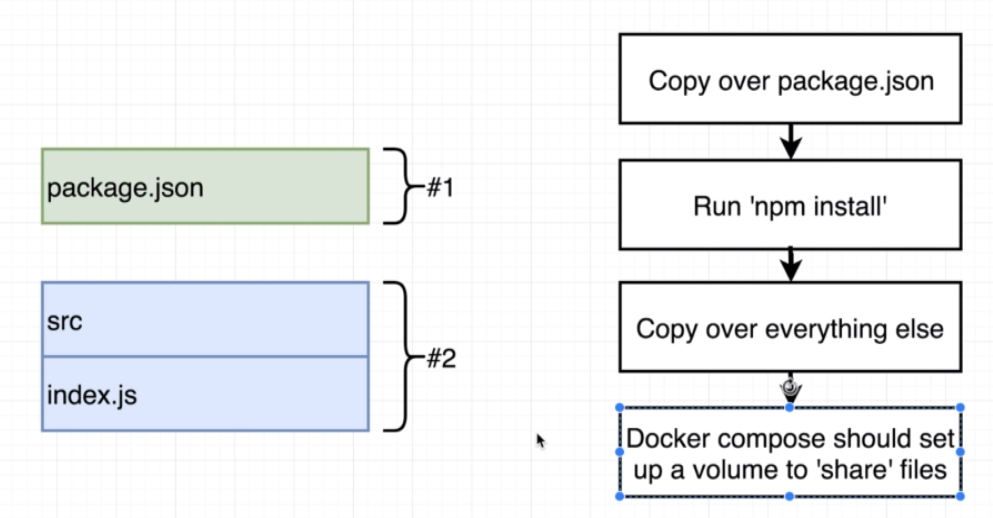 package.json
#1
src
index.js
#2
Copy over package.json
Run 'npm install'
Copy over everything else
Docker compose should set
up a volume to 'share' files